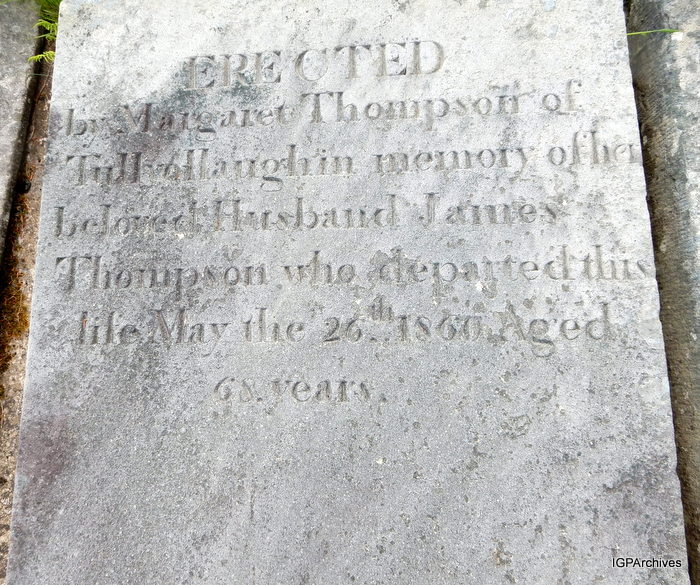 ERECTED
by Margaret Thompson of
Tullyollaugh in memory of her
beloved Husband James
Thompson who departed this
life May the 26th. 1860. Aged
68 years.
IGPArchives